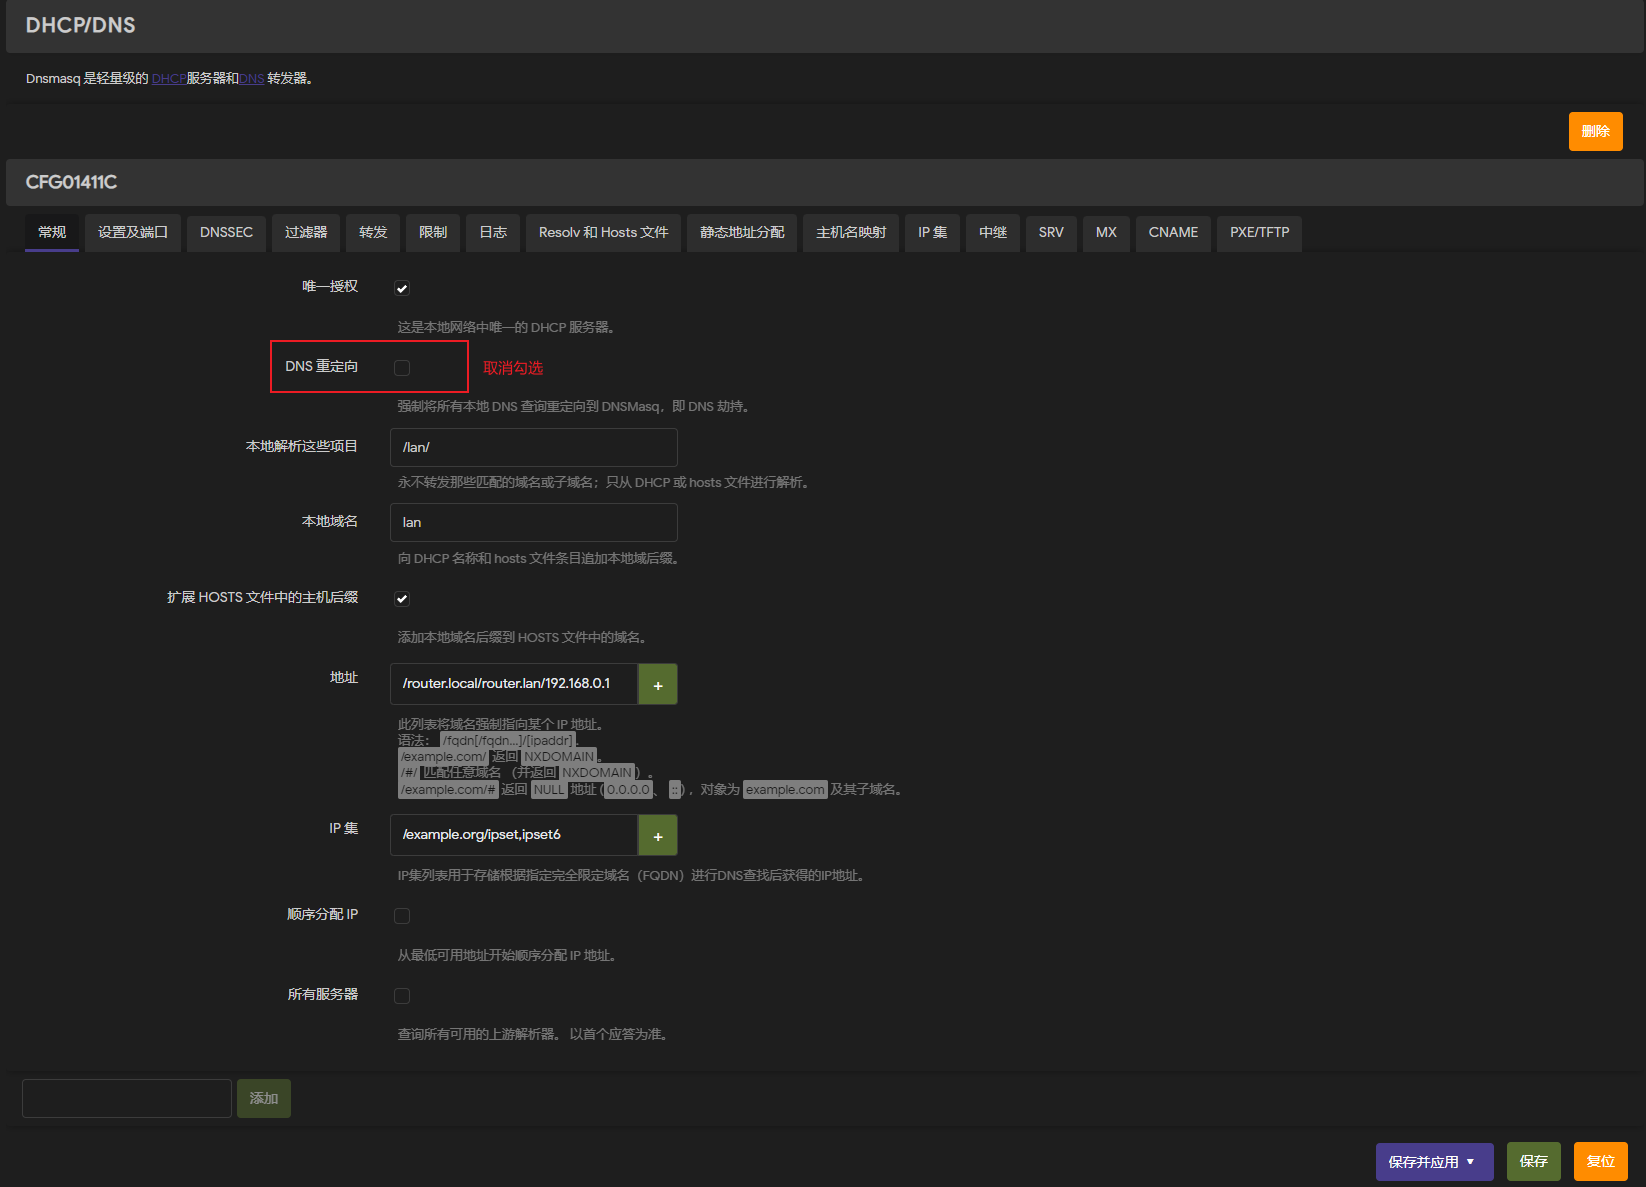 DHCP/DNS
Dnsmasq 是轻量级的 DHCP服务器和DNS 转发器。
删除
CFG01411C
常规 设置及端口 DNSSEC 过滤器 转发 限制 日志 Resolv 和 Hosts 文件 静态地址分配 主机名映射 IP 集 中继 SRV MX CNAME PXE/TFTP
唯一授权
这是本地网络中唯一的 DHCP 服务器。
DNS 重定向 取消勾选
强制将所有本地 DNS 查询重定向到 DNSMasq，即 DNS 劫持。
本地解析这些项目 /lan/
永不转发那些匹配的域名或子域名；只从 DHCP 或 hosts 文件进行解析。
本地域名 lan
向 DHCP 名称和 hosts 文件条目追加本地域后缀。
扩展 HOSTS 文件中的主机后缀
添加本地域名后缀到 HOSTS 文件中的域名。
地址 /router.local/router.lan/192.168.0.1 +
此列表将域名强制指向某个 IP 地址。
语法： /fqdn[/fqdn…]/[ipaddr]。
/example.com/ 返回 NXDOMAIN。
/#/ 匹配任意域名 （并返回 NXDOMAIN）。
/example.com/# 返回 NULL 地址 (0.0.0.0、 ::)，对象为 example.com 及其子域名。
IP 集 /example.org/ipset,ipset6 +
IP集列表用于存储根据指定完全限定域名（FQDN）进行DNS查找后获得的IP地址。
顺序分配 IP
从最低可用地址开始顺序分配 IP 地址。
所有服务器
查询所有可用的上游解析器。 以首个应答为准。
添加
保存并应用 保存 复位